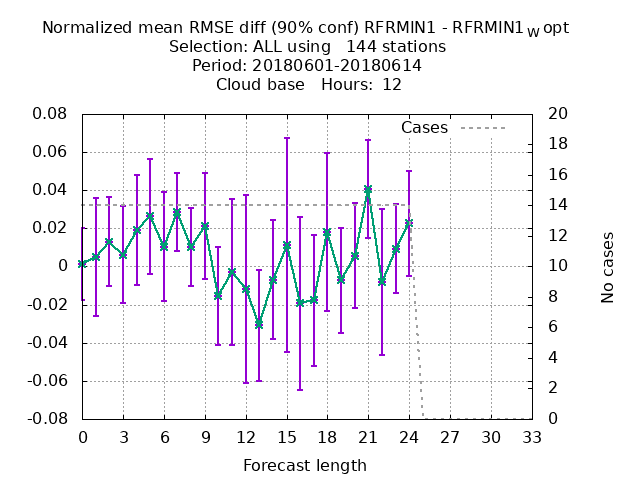 Normalized mean RMSE diff (90% conf) RFRMIN1 - RFRMIN1W opt
Selection: ALL using 144 stations
Period: 20180601-20180614
Cloud base Hours: 12
Cases
0.08
0.06
0.04
0.02
0
-0.02
-0.04
-0.06
-0.08
20
18
16
14
12
10
8
6
4
2
0
No cases
0 3 6 9 12 15 18 21 24 27 30 33
Forecast length